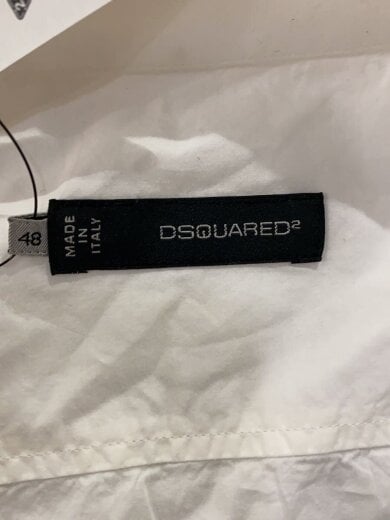 48
MADE
IN
ITALY
DSQUARED²